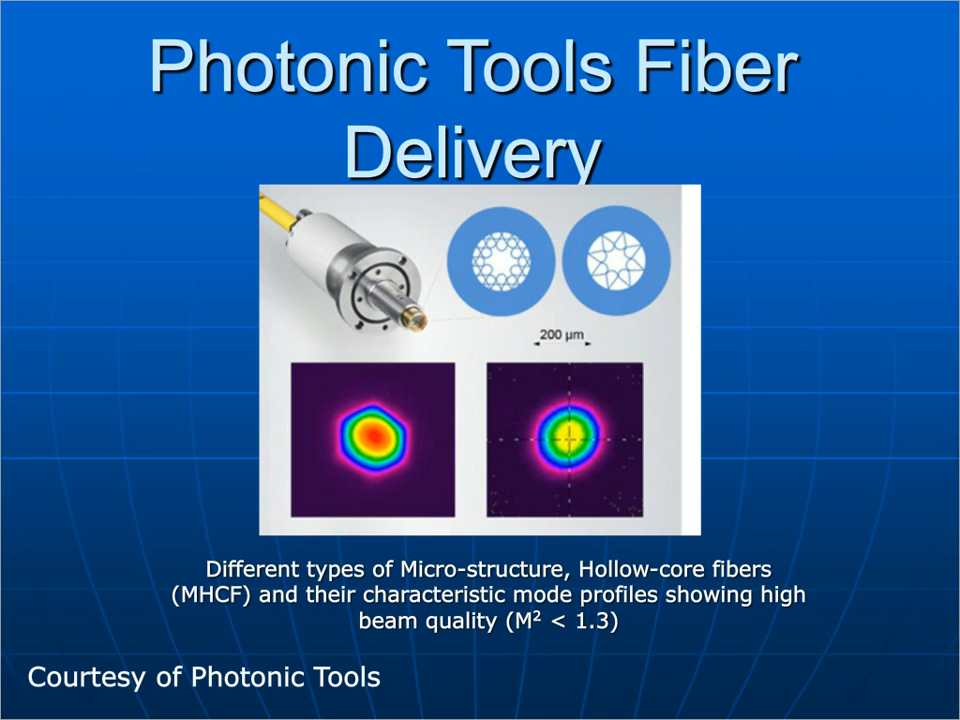 Photonic Tools Fiber
Delivery
200 µm
Different types of Micro-structure, Hollow-core fibers
(MHCF) and their characteristic mode profiles showing high
beam quality (M² < 1.3)
Courtesy of Photonic Tools